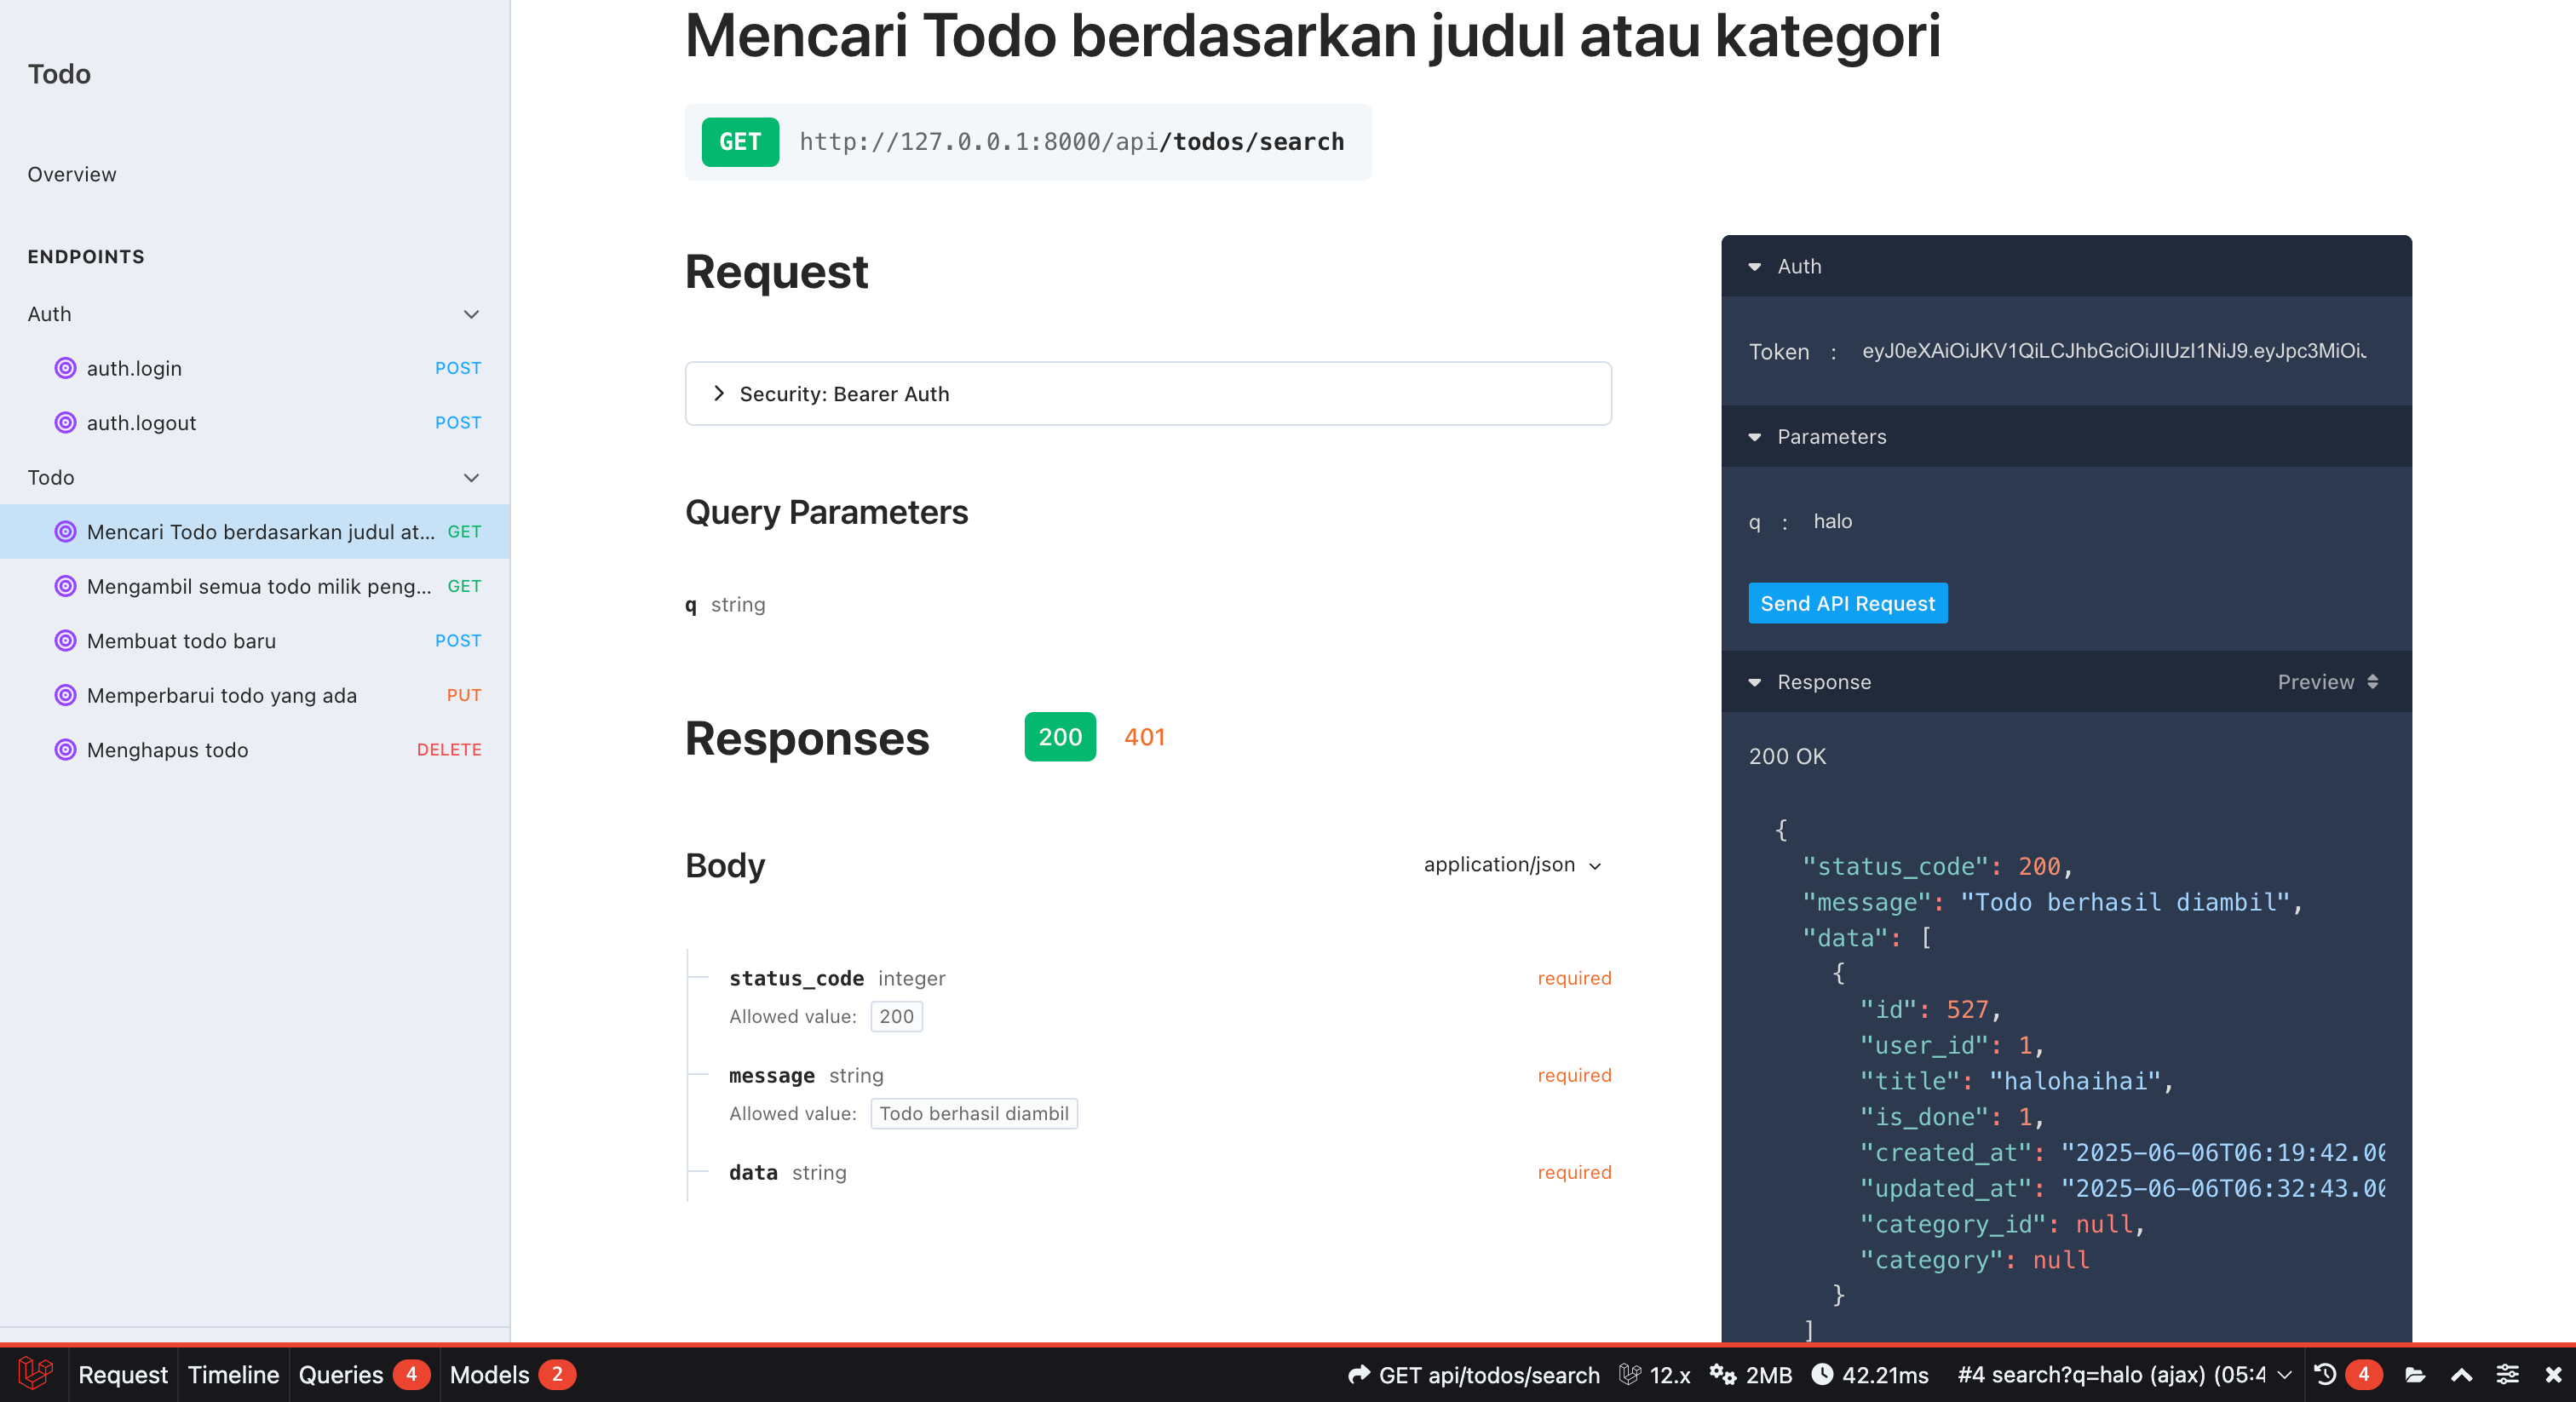 Todo
Overview
ENDPOINTS
Auth
auth.login POST
auth.logout POST
Todo
Mencari Todo berdasarkan judul at... GET
Mengambil semua todo milik peng... GET
Membuat todo baru POST
Memperbarui todo yang ada PUT
Menghapus todo DELETE
Mencari Todo berdasarkan judul atau kategori
GET http://127.0.0.1:8000/api/todos/search
Request
Security: Bearer Auth
Query Parameters
q string
Responses 200 401
Body application/json
status_code integer required
Allowed value: 200
message string required
Allowed value: Todo berhasil diambil
data string required
Auth
Token : eyJ0eXAiOiJKV1QiLCJhbGciOiJIUzI1NiJ9.eyJpc3MiOi
Parameters
q : halo
Send API Request
Response Preview
200 OK
{
"status_code": 200,
"message": "Todo berhasil diambil",
"data": [
{
"id": 527,
"user_id": 1,
"title": "halohaihai",
"is_done": 1,
"created_at": "2025-06-06T06:19:42.00
"updated_at": "2025-06-06T06:32:43.00
"category_id": null,
"category": null
}
]
Request Timeline Queries 4 Models 2 GET api/todos/search 12.x 2MB 42.21ms #4 search?q=halo (ajax) (05:4 4